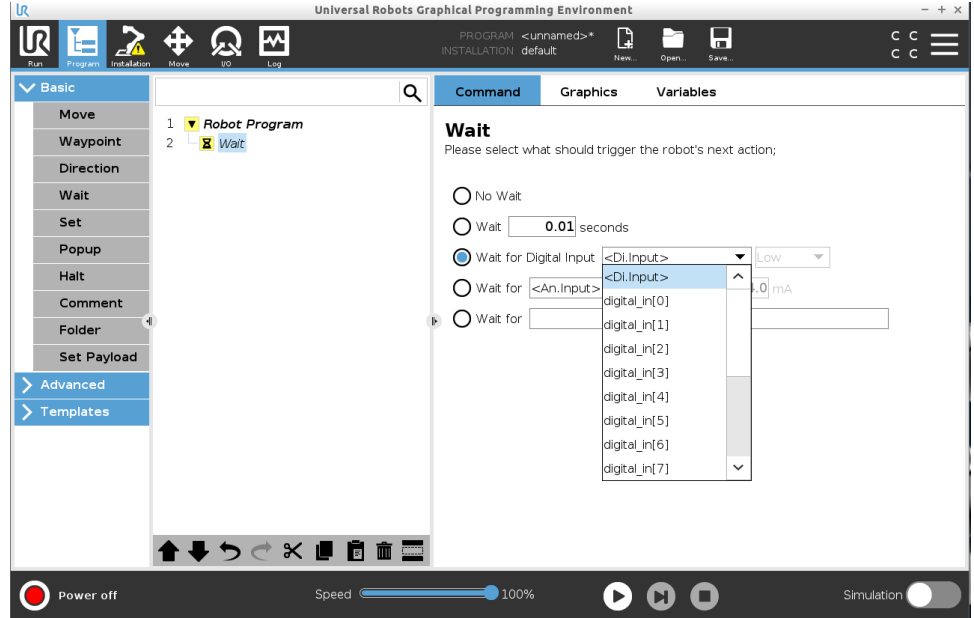 UR
Universal Robots Graphical Programming Environment
− + ×
UR
Run
Program
Installation
Move
I/O
Log
PROGRAM <unnamed>*
INSTALLATION default
New...
Open...
Save...
C C
C C
Basic
Move
Waypoint
Direction
Wait
Set
Popup
Halt
Comment
Folder
Set Payload
Advanced
Templates
1 Robot Program
2 Wait
Command Graphics Variables
Wait
Please select what should trigger the robot's next action;
No Wait
Wait 0.01 seconds
Wait for Digital Input <Di.Input> Low
<Di.Input>
digital_in[0]
digital_in[1]
digital_in[2]
digital_in[3]
digital_in[4]
digital_in[5]
digital_in[6]
digital_in[7]
Wait for <An.Input> .0 mA
Wait for
Power off
Speed 100%
Simulation